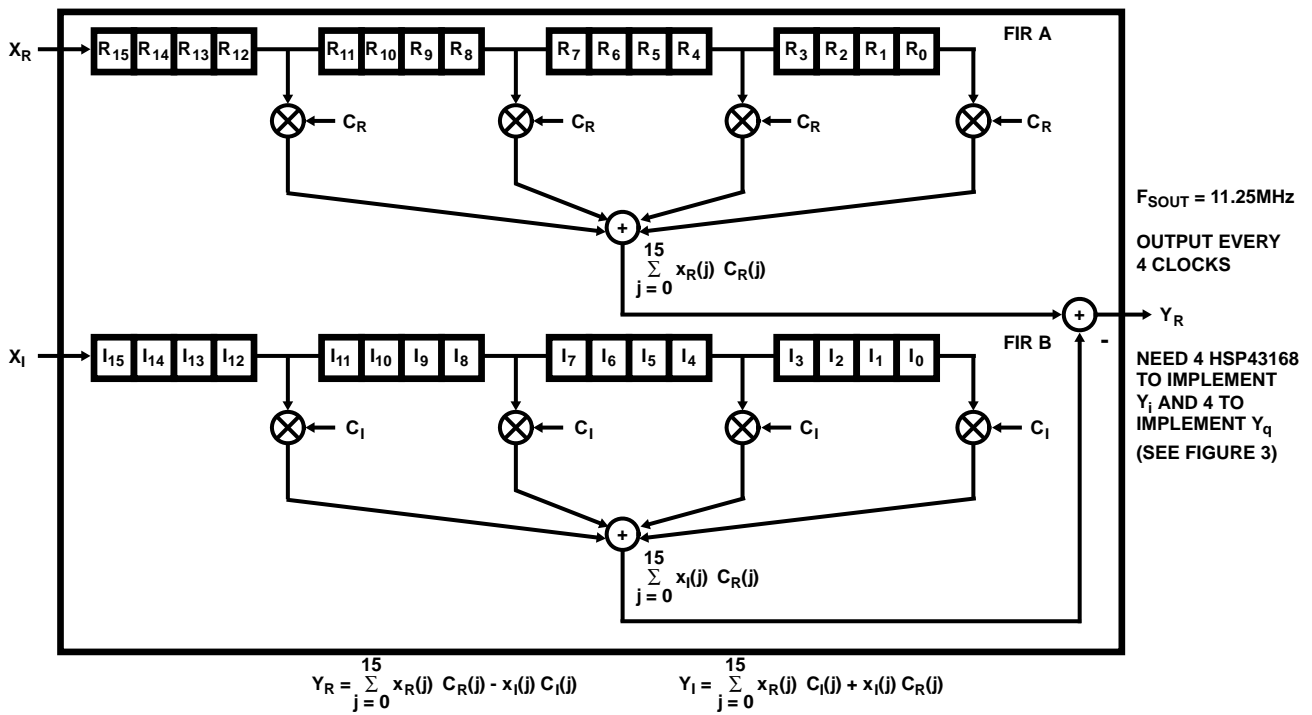 FIR A
X_R R_15 R_14 R_13 R_12 R_11 R_10 R_9 R_8 R_7 R_6 R_5 R_4 R_3 R_2 R_1 R_0
C_R C_R C_R C_R
+
15
Σ x_R(j) C_R(j)
j = 0
F_SOUT = 11.25MHz
OUTPUT EVERY
4 CLOCKS
+ Y_R
-
FIR B
X_I I_15 I_14 I_13 I_12 I_11 I_10 I_9 I_8 I_7 I_6 I_5 I_4 I_3 I_2 I_1 I_0
C_I C_I C_I C_I
+
15
Σ x_I(j) C_R(j)
j = 0
NEED 4 HSP43168
TO IMPLEMENT
Y_i AND 4 TO
IMPLEMENT Y_q
(SEE FIGURE 3)
15
Y_R = Σ x_R(j) C_R(j) - x_I(j) C_I(j)
j = 0
15
Y_I = Σ x_R(j) C_I(j) + x_I(j) C_R(j)
j = 0